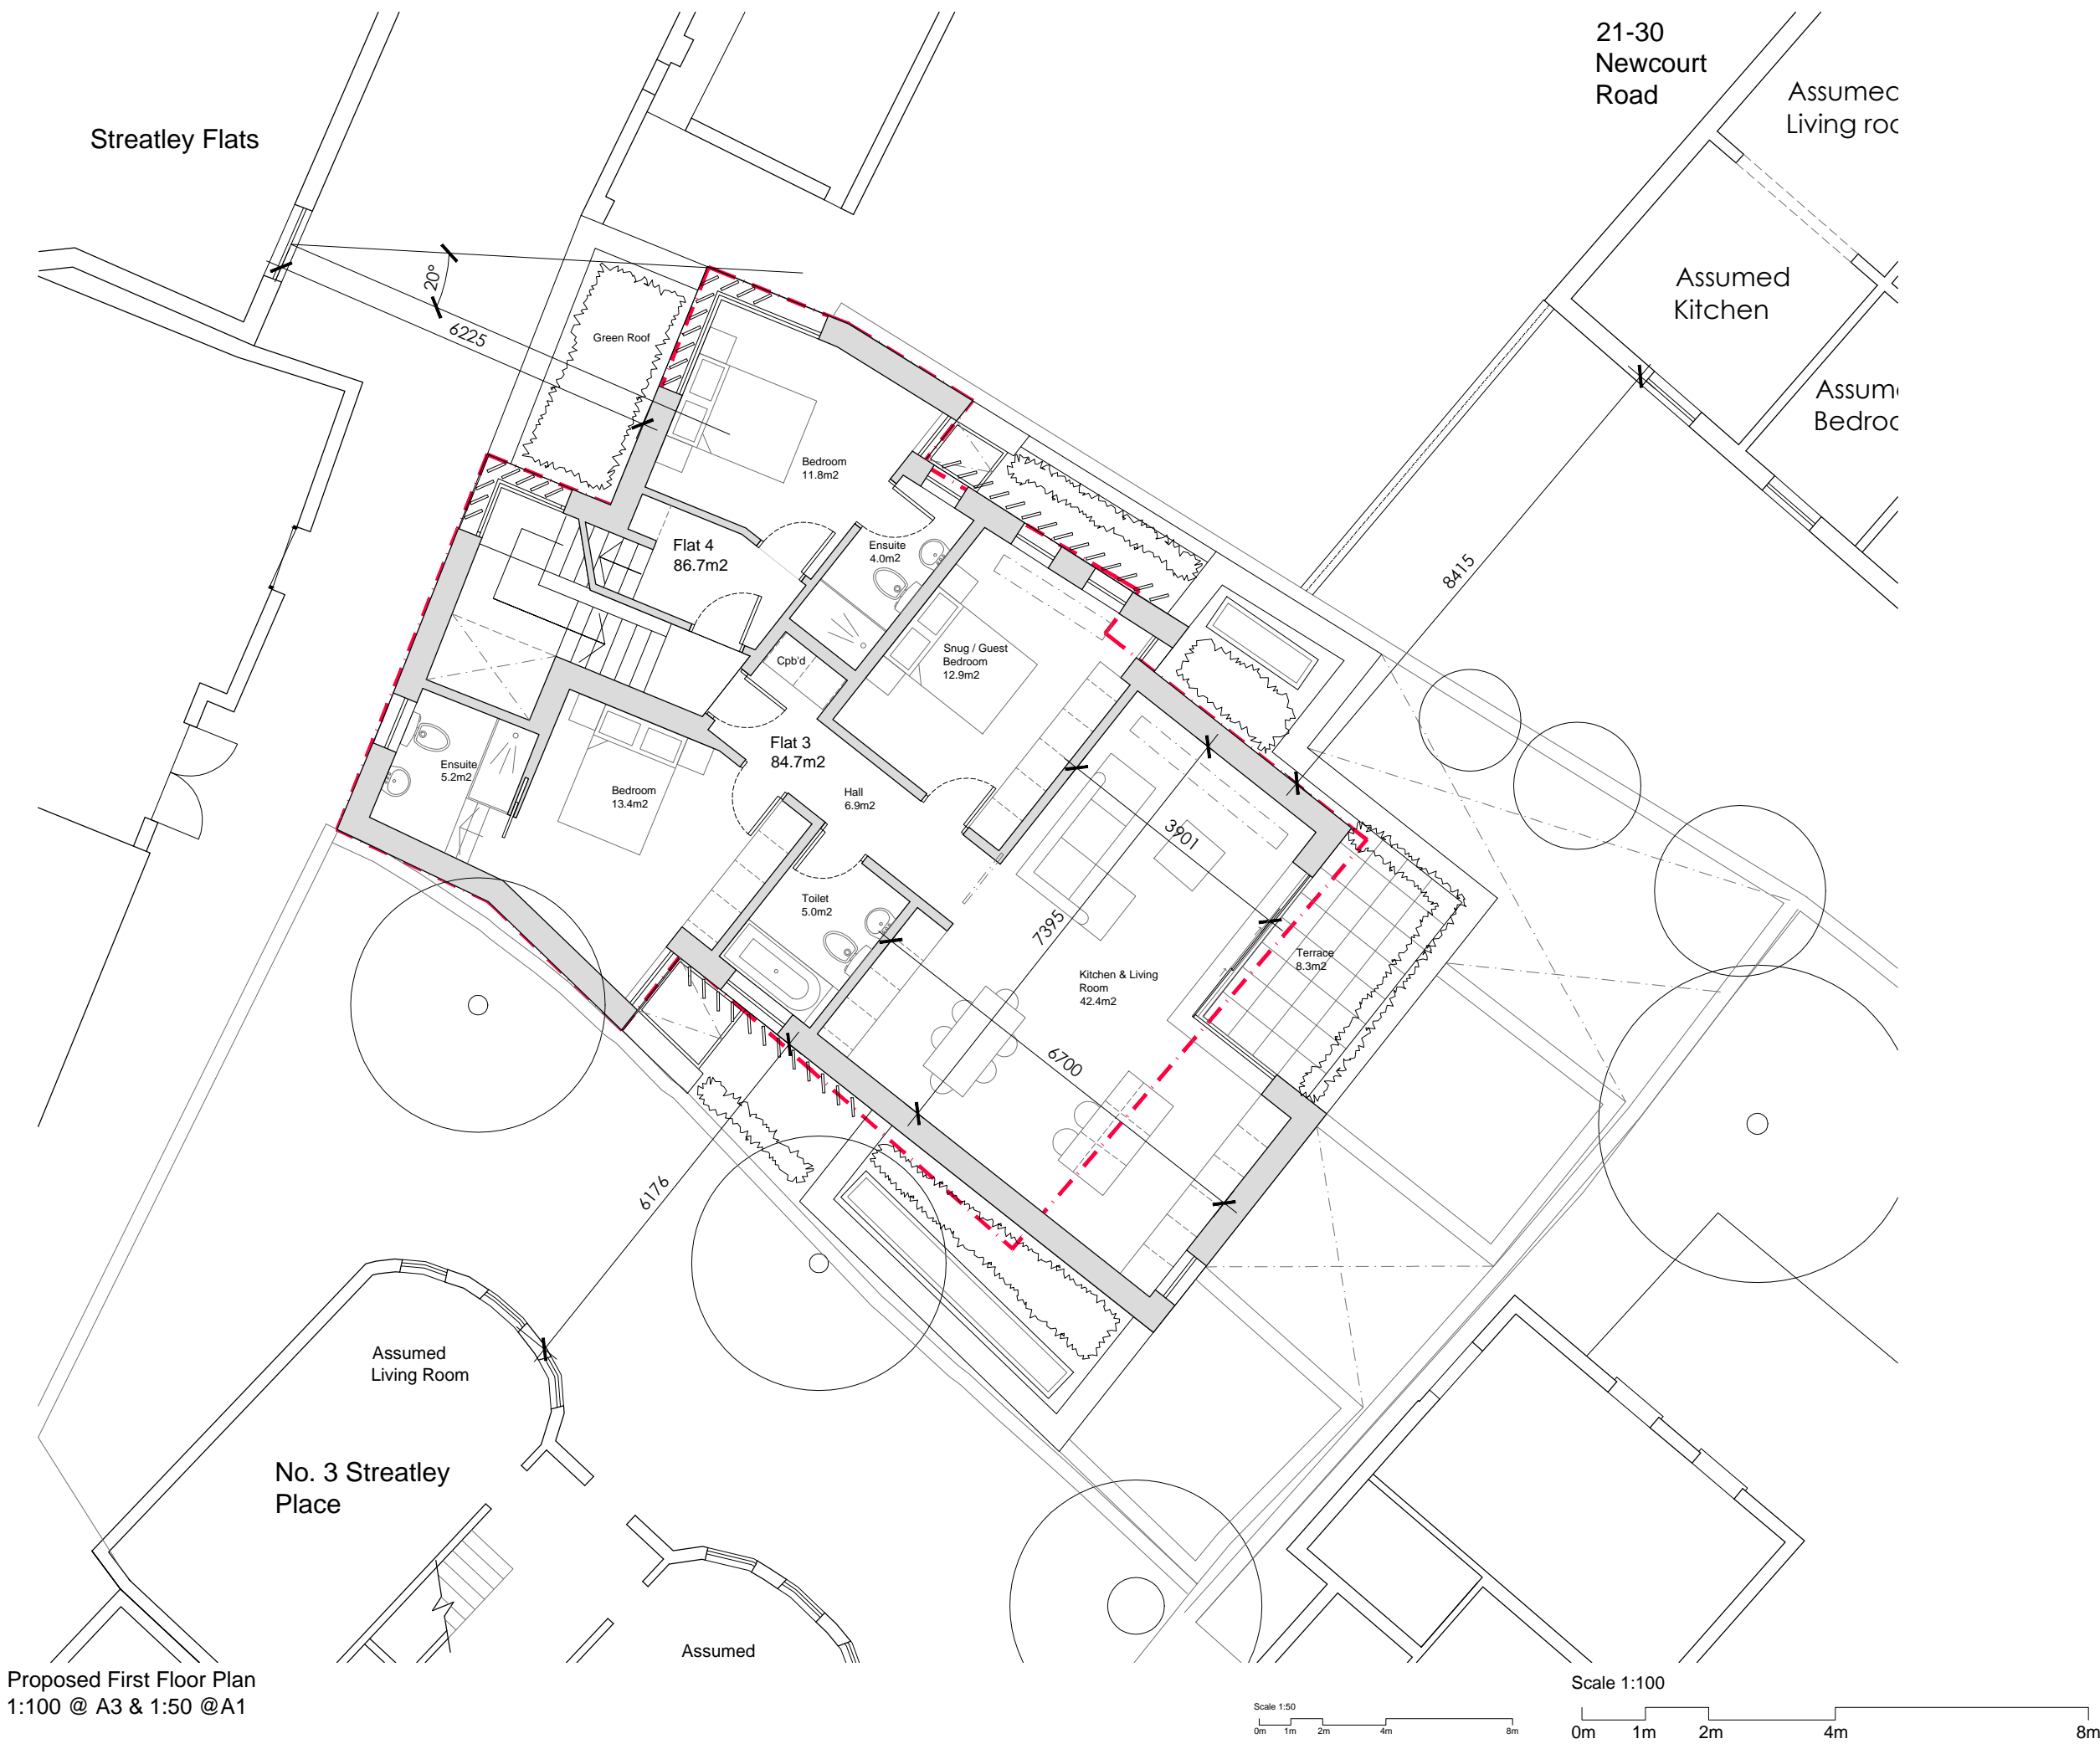 21-30
Newcourt
Road
Assumed
Living roo
Streatley Flats
Assumed
Kitchen
20°
6225
Green Roof
Assume
Bedroo
Bedroom
11.8m2
Flat 4
86.7m2
Ensuite
4.0m2
8415
Snug / Guest
Bedroom
12.9m2
Cpb'd
Flat 3
84.7m2
Ensuite
5.2m2
Bedroom
13.4m2
Hall
6.9m2
3901
Toilet
5.0m2
7395
Terrace
8.3m2
Kitchen & Living
Room
42.4m2
6700
6176
Assumed
Living Room
No. 3 Streatley
Place
Assumed
Proposed First Floor Plan
1:100 @ A3 & 1:50 @A1
Scale 1:50
0m 1m 2m 4m 8m
Scale 1:100
0m 1m 2m 4m 8m